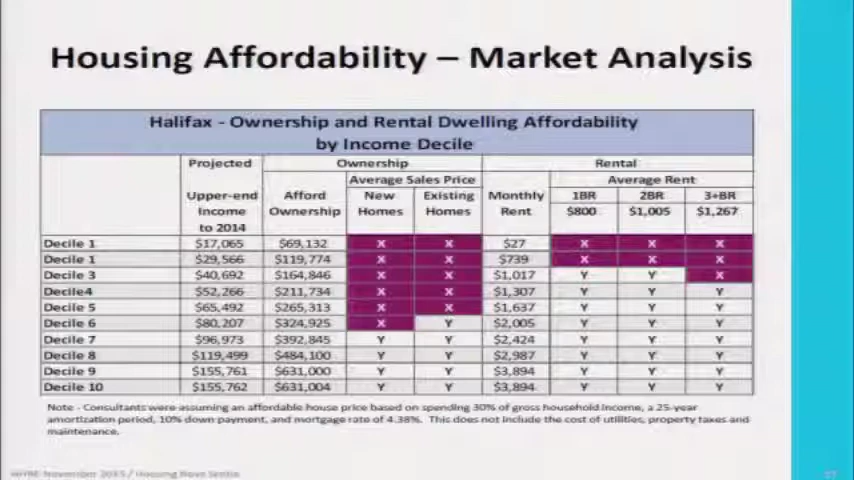 Housing Affordability – Market Analysis
Halifax - Ownership and Rental Dwelling Affordability
by Income Decile
Projected Ownership Rental
Average Sales Price Average Rent
Upper-end Afford New Existing Monthly 1BR 2BR 3+BR
Income Ownership Homes Homes Rent $800 $1,005 $1,267
to 2014
Decile 1 $17,065 $69,132 X X $27 X X X
Decile 1 $29,566 $119,774 X X $739 X X X
Decile 3 $40,692 $164,846 X X $1,017 Y Y X
Decile4 $52,266 $211,734 X X $1,307 Y Y Y
Decile 5 $65,492 $265,313 X X $1,637 Y Y Y
Decile 6 $80,207 $324,925 X Y $2,005 Y Y Y
Decile 7 $96,973 $392,845 Y Y $2,424 Y Y Y
Decile 8 $119,499 $484,100 Y Y $2,987 Y Y Y
Decile 9 $155,761 $631,000 Y Y $3,894 Y Y Y
Decile 10 $155,762 $631,004 Y Y $3,894 Y Y Y
Note - Consultants were assuming an affordable house price based on spending 30% of gross household income, a 25-year
amortization period, 10% down payment, and mortgage rate of 4.38%. This does not include the cost of utilities, property taxes and
maintenance.
November / Housing Nova Scotia